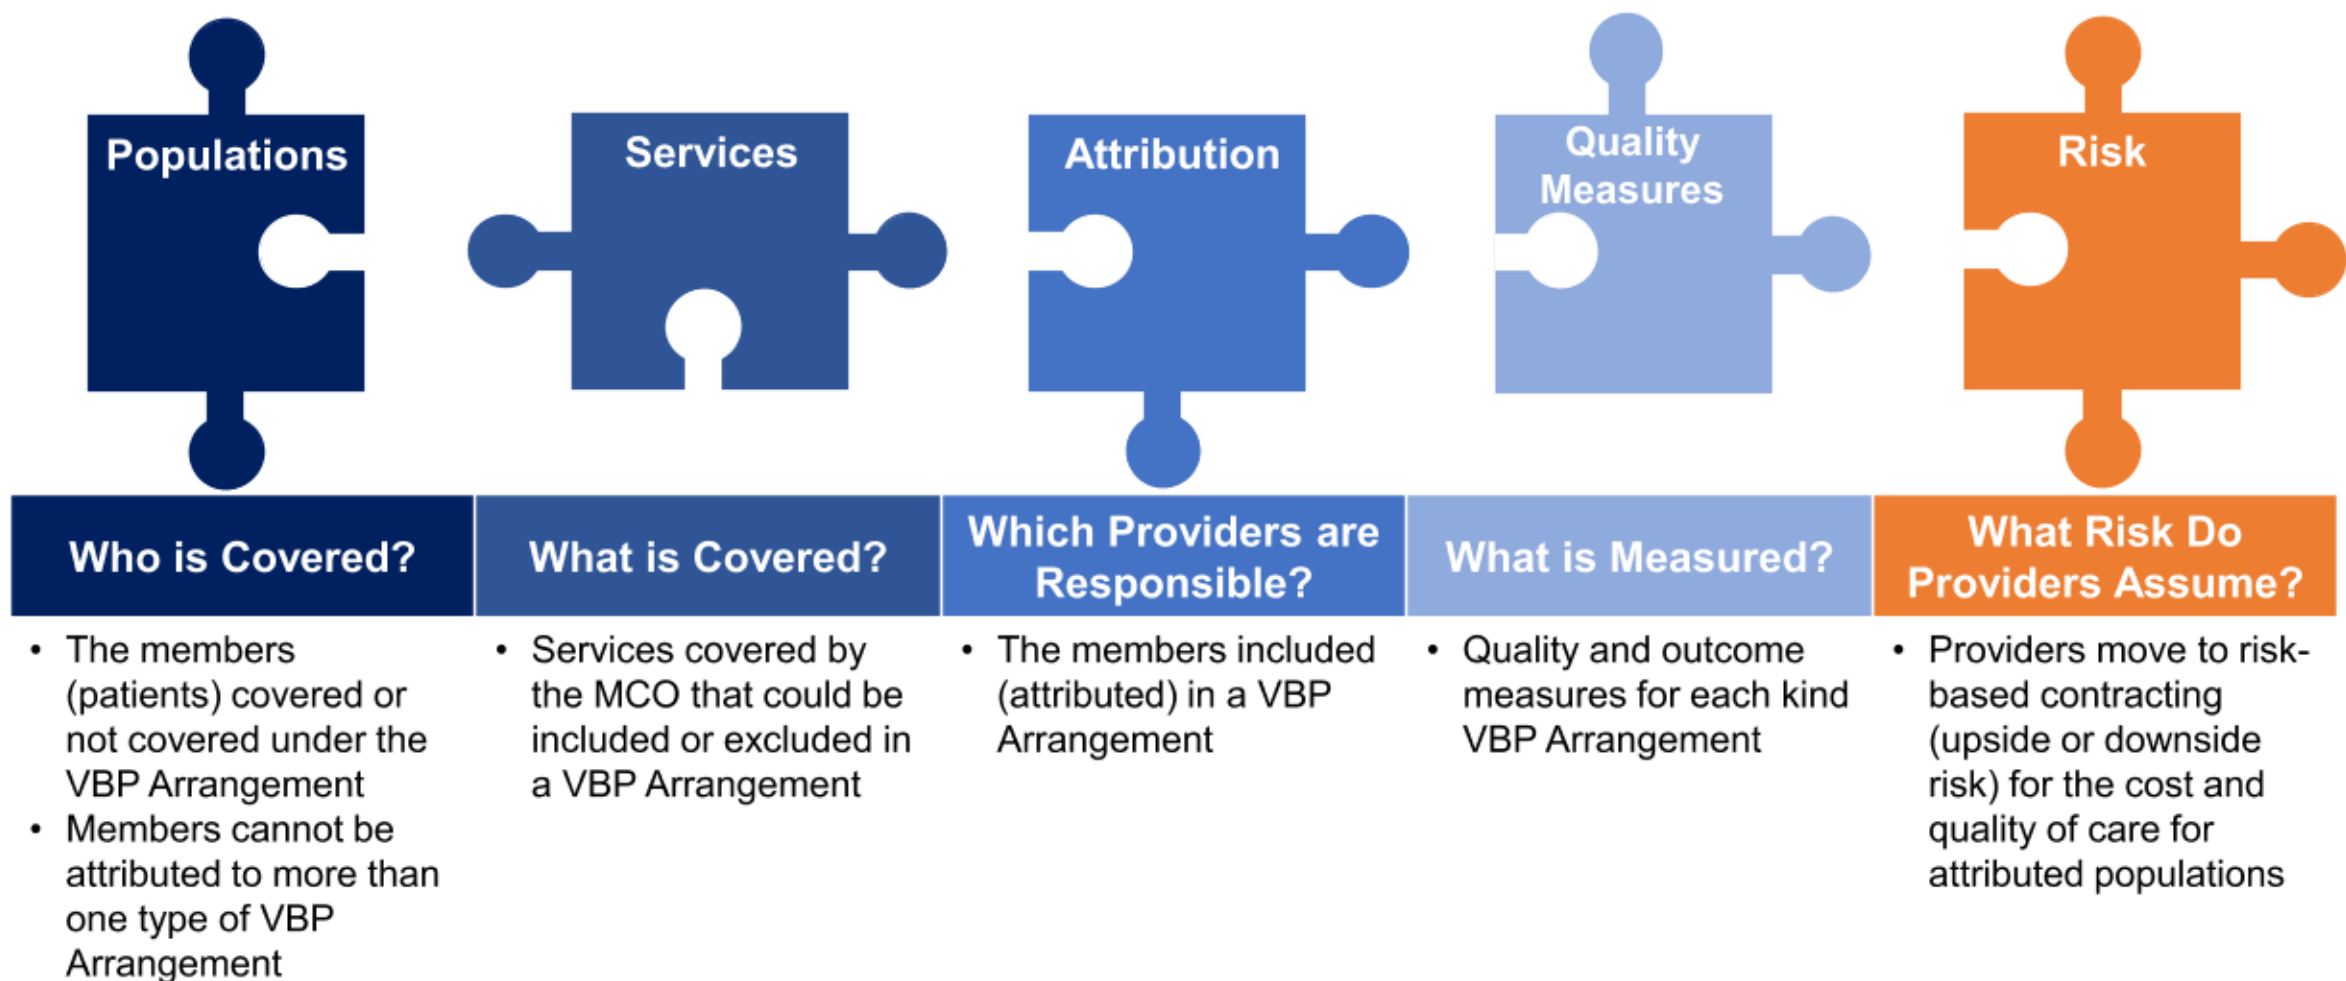 Populations
Services
Attribution
Quality
Measures
Risk
Who is Covered?
What is Covered?
Which Providers are
Responsible?
What is Measured?
What Risk Do
Providers Assume?
• The members
(patients) covered or
not covered under the
VBP Arrangement
• Members cannot be
attributed to more than
one type of VBP
Arrangement
• Services covered by
the MCO that could be
included or excluded in
a VBP Arrangement
• The members included
(attributed) in a VBP
Arrangement
• Quality and outcome
measures for each kind
VBP Arrangement
• Providers move to risk-
based contracting
(upside or downside
risk) for the cost and
quality of care for
attributed populations